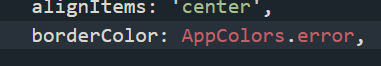 alignItems: 'center',
borderColor: AppColors.error,